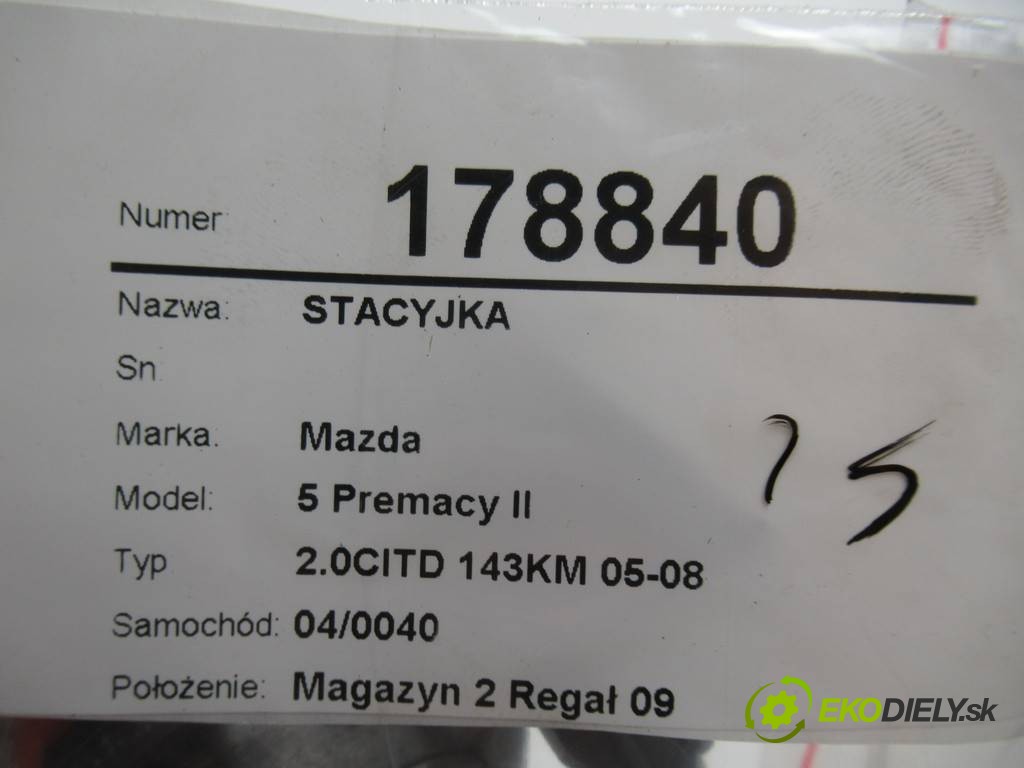 Numer 178840
Nazwa: STACYJKA
Sn
Marka: Mazda
Model: 5 Premacy II
Typ 2.0CITD 143KM 05-08
Samochód: 04/0040
Położenie: Magazyn 2 Regał 09
EKODIELY.sk